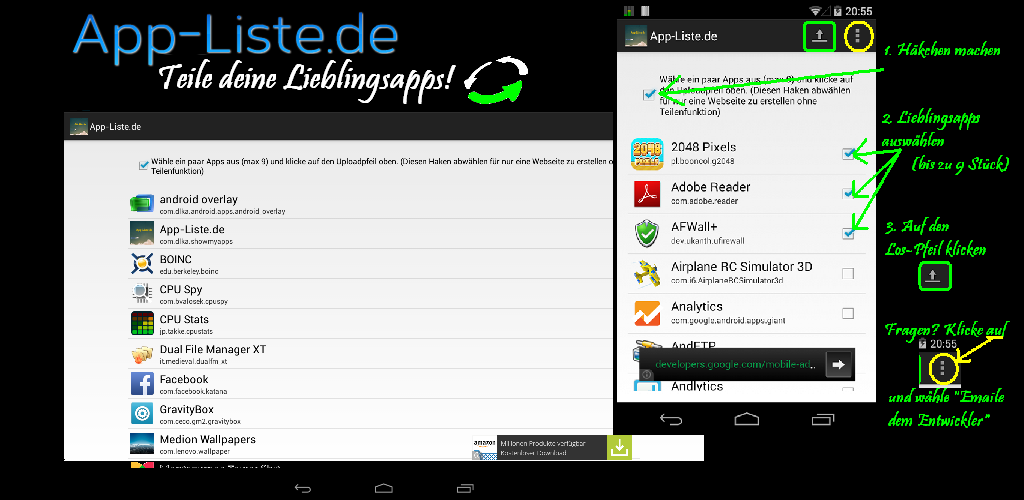 App-Liste.de
Teile deine Lieblingsapps!
App-Liste.de
Wähle ein paar Apps aus (max 9) und klicke auf den Uploadpfeil oben. (Diesen Haken abwählen für nur eine Webseite zu erstellen o
Teilenfunktion)
android overlay
com.dlka.android.apps.android-overlay
App-Liste.de
com.dlka.showmyapps
BOINC
edu.berkeley.boinc
CPU Spy
com.bvalosek.cpuspy
CPU Stats
jp.takke.cpustats
Dual File Manager XT
it.medieval.dualfm_xt
Facebook
com.facebook.katana
GravityBox
com.ceco.gm2.gravitybox
Medion Wallpapers
com.lenovo.wallpaper
amazon
Millionen Produkte verfügbar
Kostenloser Download
20:55
App-Liste.de
Wähle ein paar Apps aus (max 9) und klicke auf
den Uploadpfeil oben. (Diesen Haken abwählen
für nur eine Webseite zu erstellen ohne
Teilenfunktion)
2048 Pixels
pl.booncol.g2048
Adobe Reader
com.adobe.reader
AFWall+
dev.ukanth.ufirewall
Airplane RC Simulator 3D
com.i6.AirplaneRCSimulator3d
Analytics
com.google.android.apps.giant
AndFTP
developers.google.com/mobile-ad..
Andlytics
1. Häkchen machen
2. Lieblingsapps
auswählen
(bis zu 9 Stück)
3. Auf den
Los-Pfeil klicken
Fragen? Klicke auf
20:55
und wähle "Emaile
dem Entwickler"